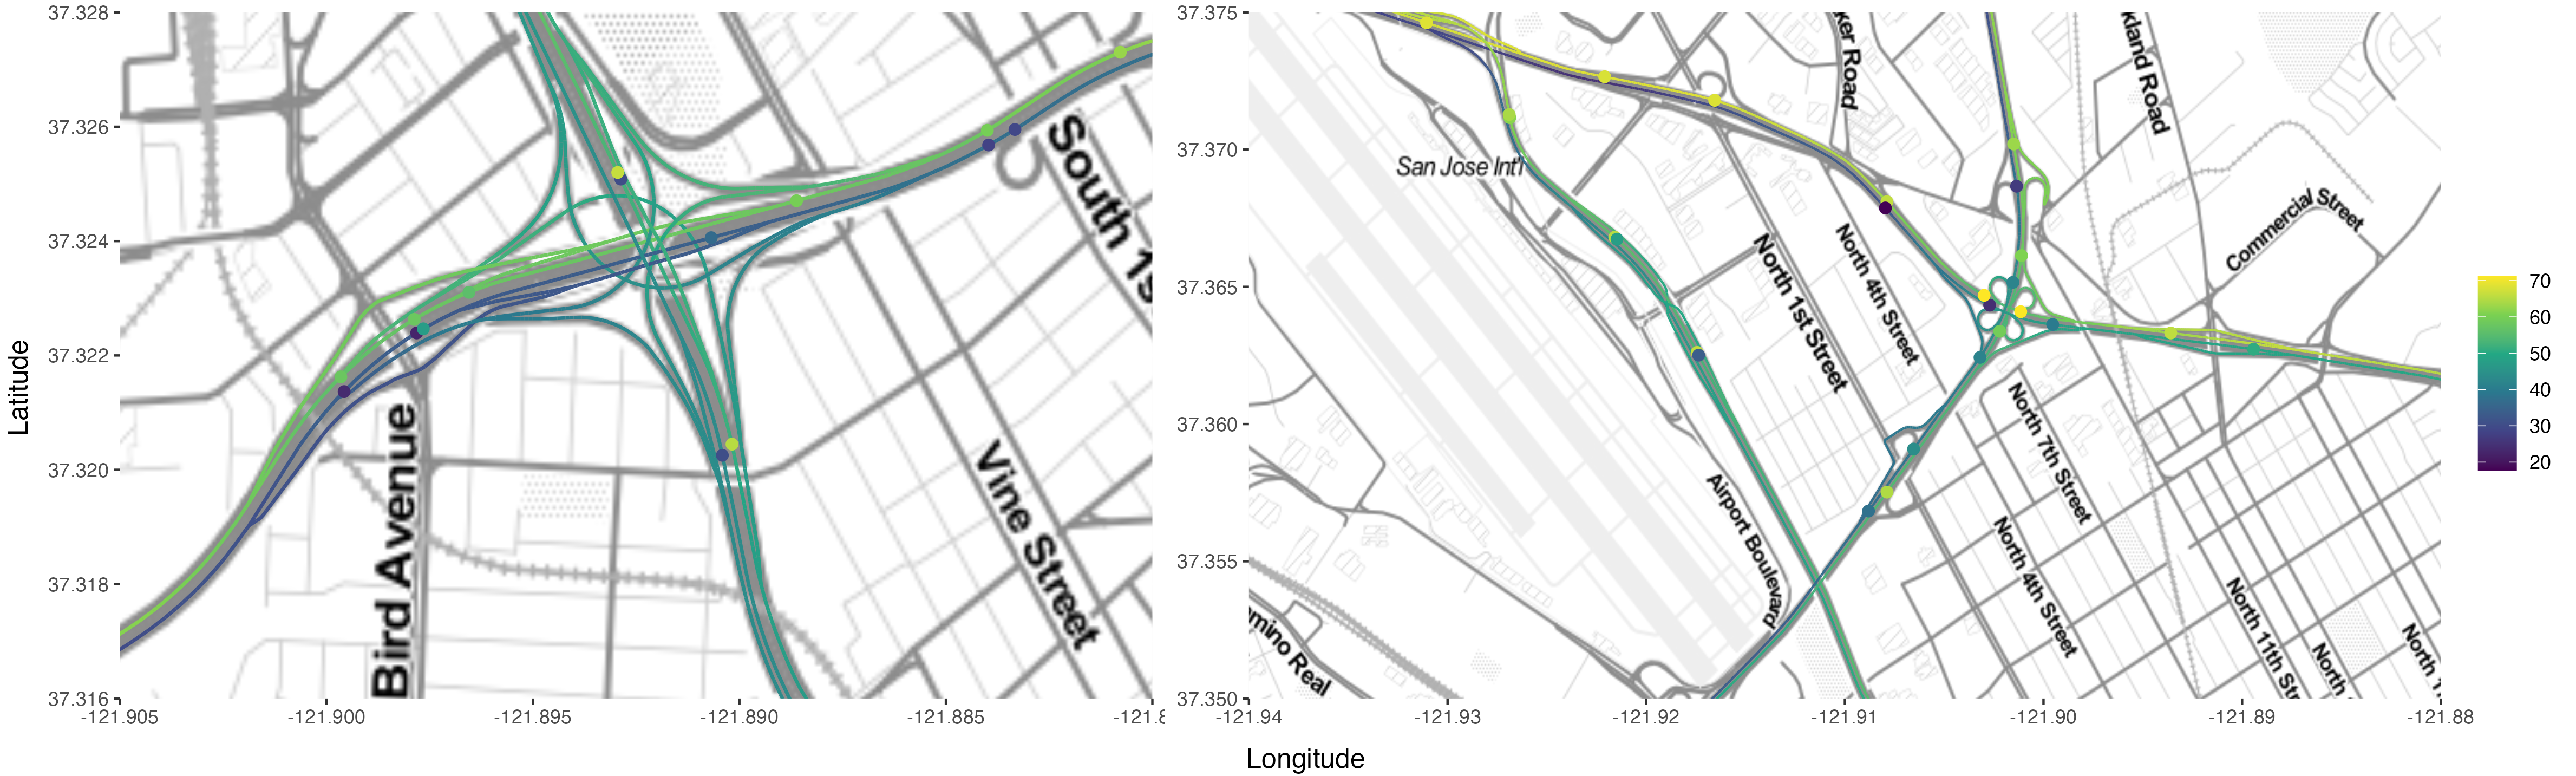 37.328
37.326
37.324
37.322
37.320
37.318
37.316
Latitude
-121.905
-121.900
-121.895
-121.890
-121.885
South 1s
Vine Street
Bird Avenue
37.375
37.370
37.365
37.360
37.355
37.350
-121.94
-121.93
-121.92
-121.91
-121.90
-121.89
-121.88
Longitude
ker Road
kland Road
San Jose Int'l
Commercial Street
North 1st Street
North 4th Street
North 7th Street
North 4th Street
Airport Boulevard
North 11th Str
North
North 1
mino Real
70
60
50
40
30
20